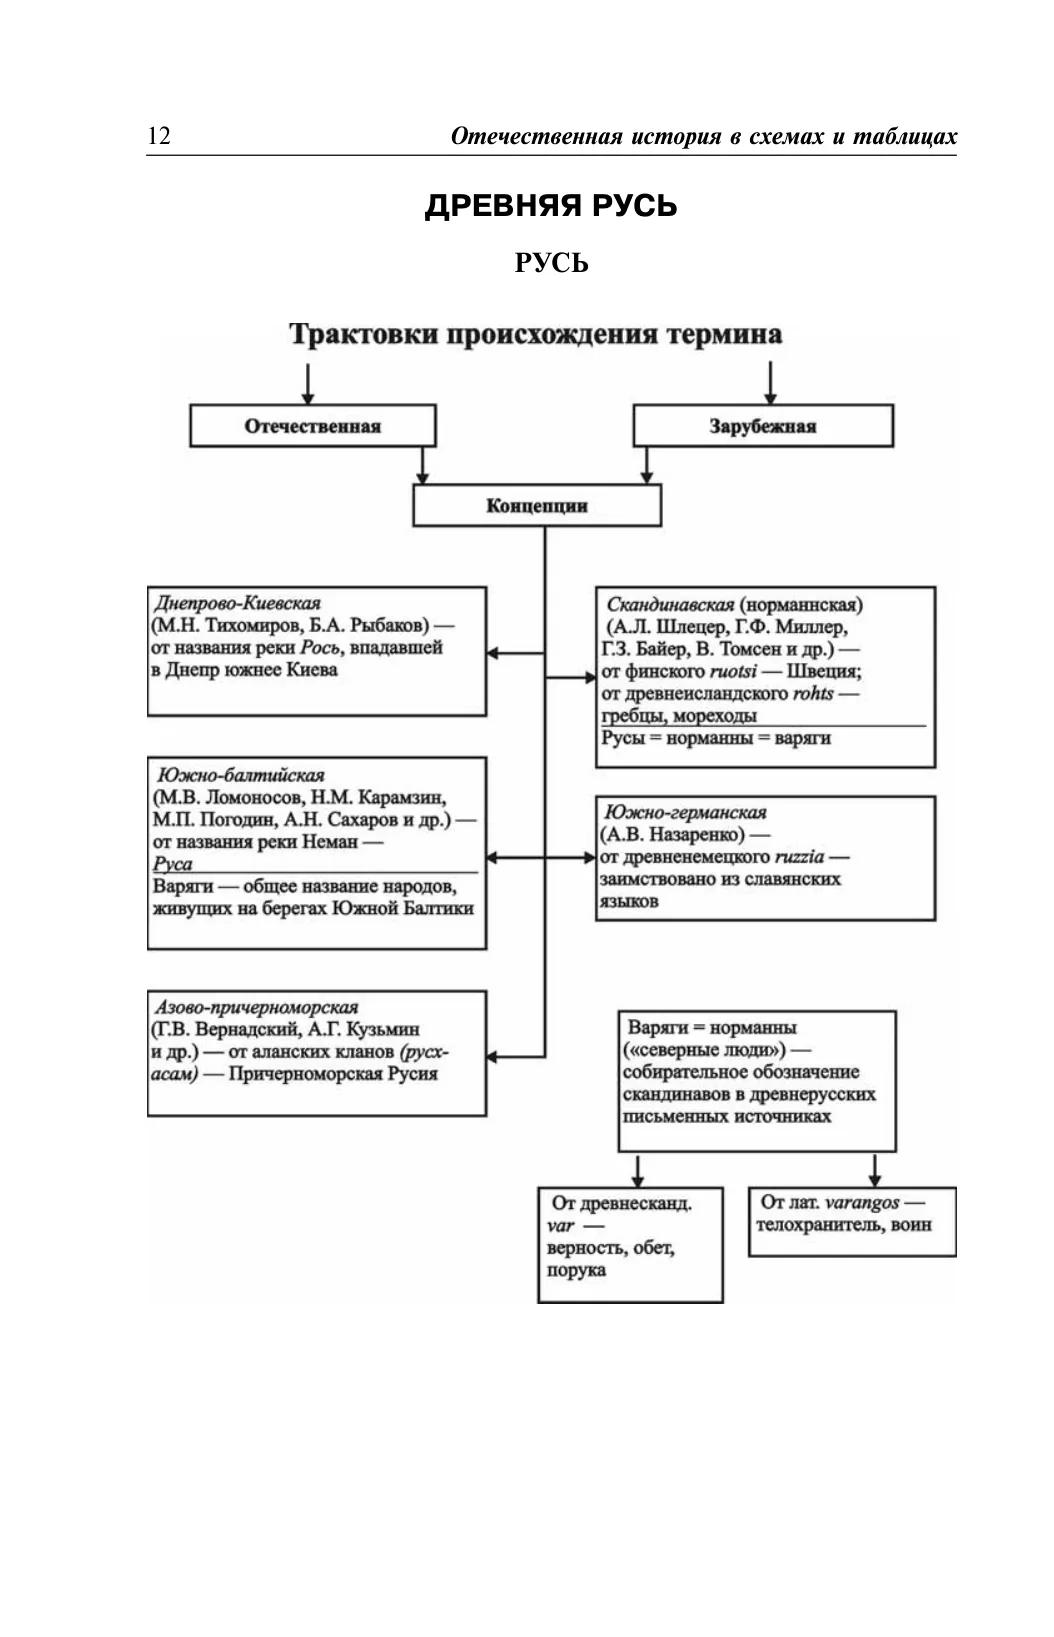 12
Отечественная история в схемах и таблицах
ДРЕВНЯЯ РУСЬ
РУСЬ
Трактовки происхождения термина
Отечественная
Зарубежная
Концепции
Днепрово-Киевская
(М.Н. Тихомиров, Б.А. Рыбаков) —
от названия реки Рось, впадавшей
в Днепр южнее Киева
Скандинавская (норманнская)
(А.Л. Шлецер, Г.Ф. Миллер,
Г.З. Байер, В. Томсен и др.) —
от финского ruotsi — Швеция;
от древнеисландского rohts —
гребцы, мореходы
Русы = норманны = варяги
Южно-балтийская
(М.В. Ломоносов, Н.М. Карамзин,
М.П. Погодин, А.Н. Сахаров и др.) —
от названия реки Неман —
Руса
Варяги — общее название народов,
живущих на берегах Южной Балтики
Южно-германская
(А.В. Назаренко) —
от древненемецкого ruzzia —
заимствовано из славянских
языков
Азово-причерноморская
(Г.В. Вернадский, А.Г. Кузьмин
и др.) — от аланских кланов (русх-
асам) — Причерноморская Русия
Варяги = норманны
(«северные люди») —
собирательное обозначение
скандинавов в древнерусских
письменных источниках
От древнесканд.
var —
верность, обет,
порука
От лат. varangos —
телохранитель, воин